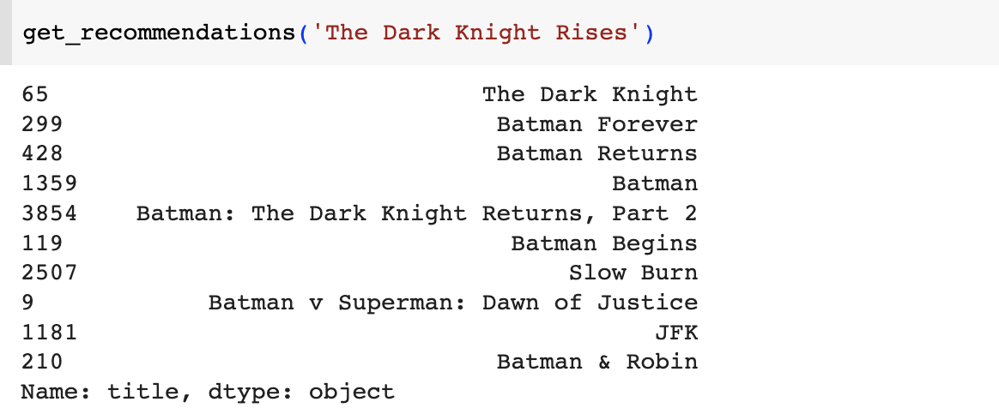 get_recommendations('The Dark Knight Rises')
65 The Dark Knight
299 Batman Forever
428 Batman Returns
1359 Batman
3854 Batman: The Dark Knight Returns, Part 2
119 Batman Begins
2507 Slow Burn
9 Batman v Superman: Dawn of Justice
1181 JFK
210 Batman & Robin
Name: title, dtype: object